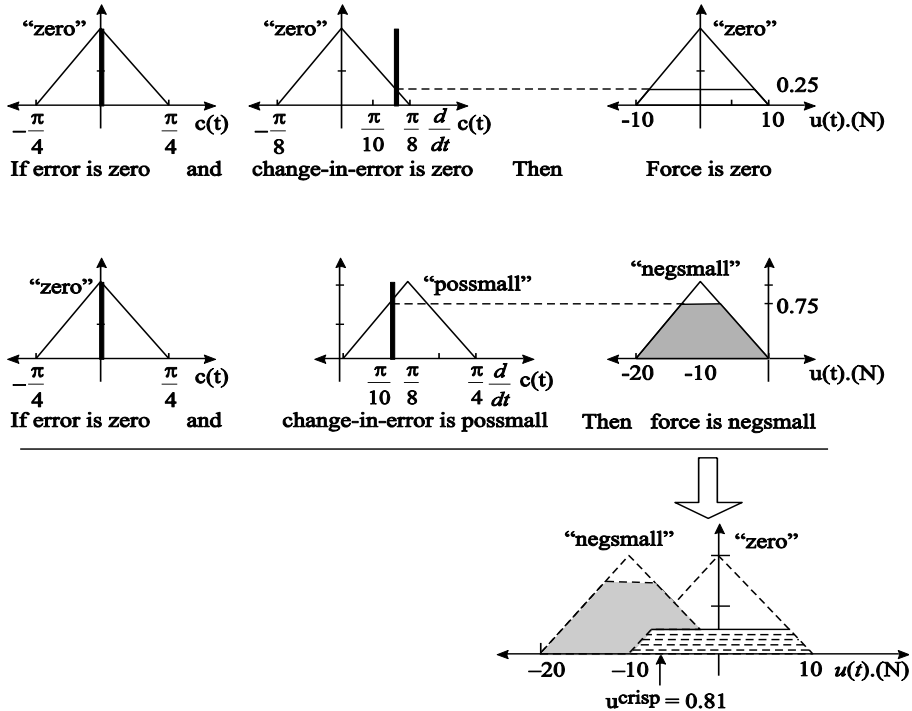 “zero” “zero” “zero”
0.25
−π/4 π/4 c(t) −π/8 π/10 π/8 d/dt c(t) -10 10 u(t).(N)
If error is zero and change-in-error is zero Then Force is zero
“zero” “possmall” “negsmall”
0.75
−π/4 π/4 c(t) π/10 π/8 π/4 d/dt c(t) -20 -10 u(t).(N)
If error is zero and change-in-error is possmall Then force is negsmall
“negsmall” “zero”
−20 −10 10 u(t).(N)
ucrisp = 0.81